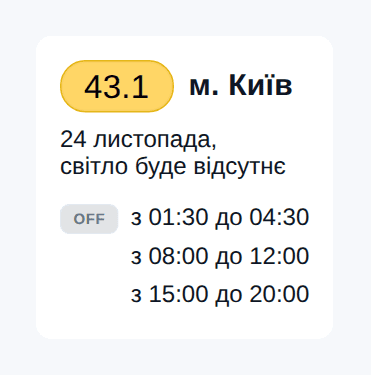 43.1 м. Київ
24 листопада,
світло буде відсутнє
OFF з 01:30 до 04:30
з 08:00 до 12:00
з 15:00 до 20:00